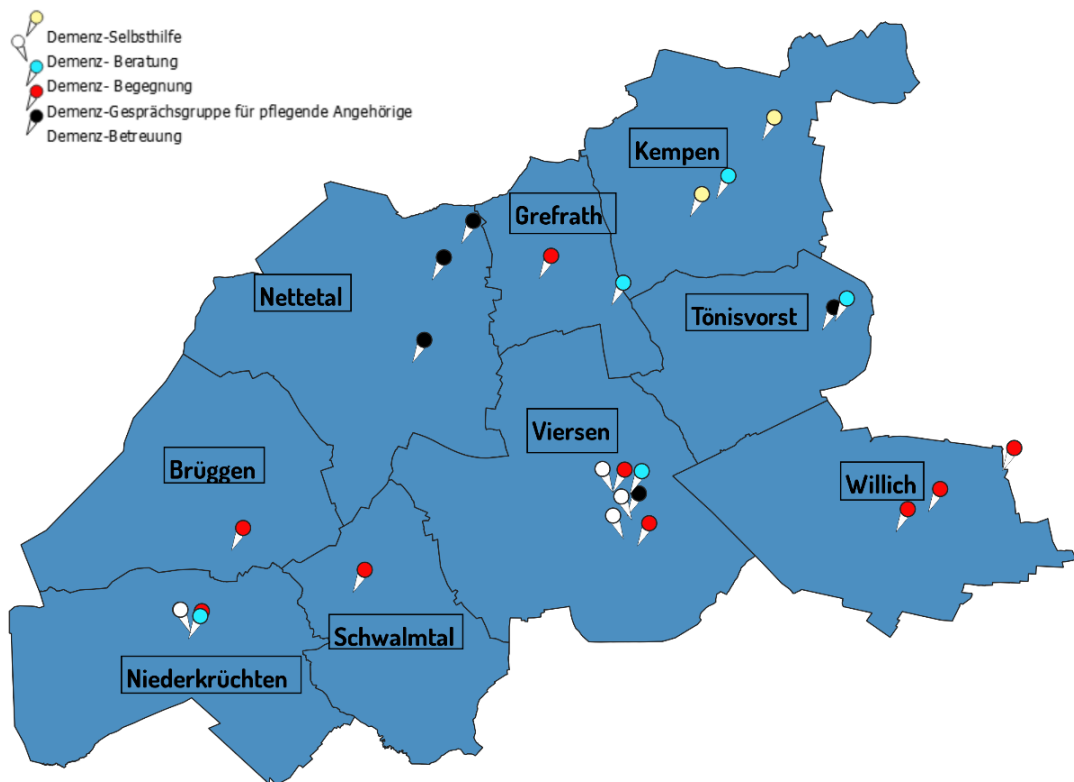 Demenz-Selbsthilfe
Demenz- Beratung
Demenz- Begegnung
Demenz-Gesprächsgruppe für pflegende Angehörige
Demenz-Betreuung
Kempen
Grefrath
Nettetal
Tönisvorst
Viersen
Brüggen
Willich
Schwalmtal
Niederkrüchten